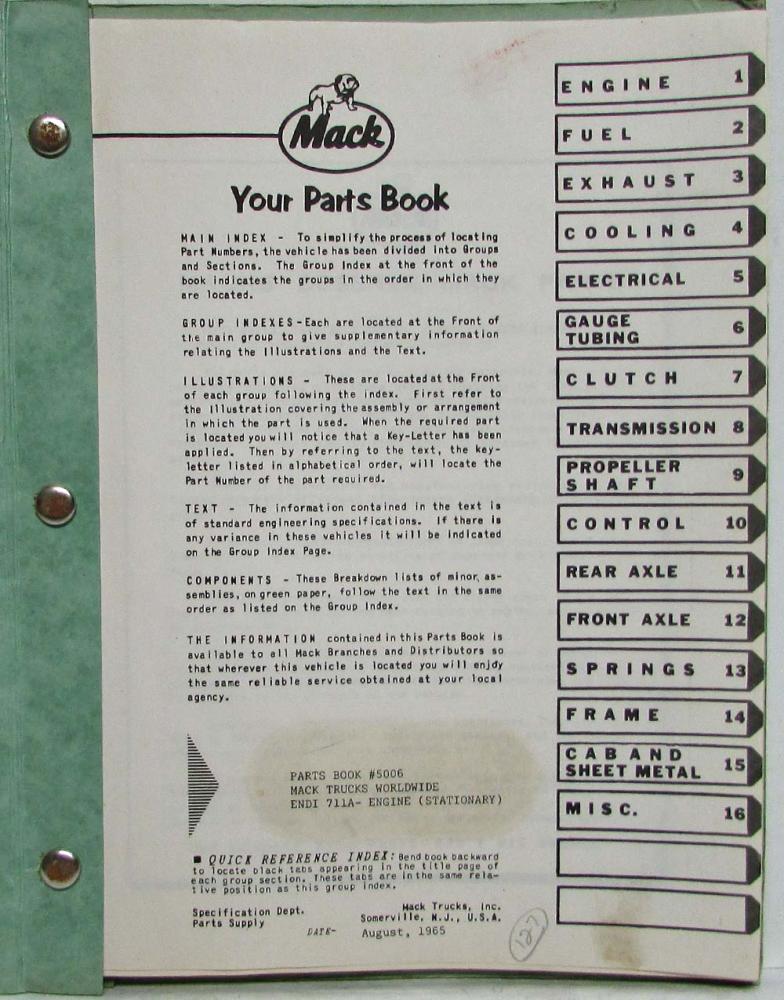 Mack
Your Parts Book
MAIN INDEX - To simplify the process of locating
Part Numbers, the vehicle has been divided into Groups
and Sections. The Group Index at the front of the
book indicates the groups in the order in which they
are located.
GROUP INDEXES-Each are located at the Front of
the main group to give supplementary information
relating the Illustrations and the Text.
ILLUSTRATIONS - These are located at the Front
of each group following the index. First refer to
the Illustration covering the assembly or arrangement
in which the part is used. When the required part
is located you will notice that a Key-Letter has been
applied. Then by referring to the text, the key-
letter listed in alphabetical order, will locate the
Part Number of the part required.
TEXT - The information contained in the text is
of standard engineering specifications. If there is
any variance in these vehicles it will be indicated
on the Group Index Page.
COMPONENTS - These Breakdown lists of minor as-
semblies, on green paper, follow the text in the same
order as listed on the Group Index.
THE INFORMATION contained in this Parts Book is
available to all Mack Branches and Distributors so
that wherever this vehicle is located you will enjoy
the same reliable service obtained at your local
agency.
PARTS BOOK #5006
MACK TRUCKS WORLDWIDE
ENDI 711A- ENGINE (STATIONARY)
QUICK REFERENCE INDEX: Bend book backward
to locate black tabs appearing in the title page of
each group section. These tabs are in the same rela-
tive position as this group index.
Specification Dept.
Parts Supply
Mack Trucks, Inc.
Somerville, N.J., U.S.A.
DATE- August, 1965
127
ENGINE 1
FUEL 2
EXHAUST 3
COOLING 4
ELECTRICAL 5
GAUGE
TUBING 6
CLUTCH 7
TRANSMISSION 8
PROPELLER
SHAFT 9
CONTROL 10
REAR AXLE 11
FRONT AXLE 12
SPRINGS 13
FRAME 14
CAB AND
SHEET METAL 15
MISC. 16